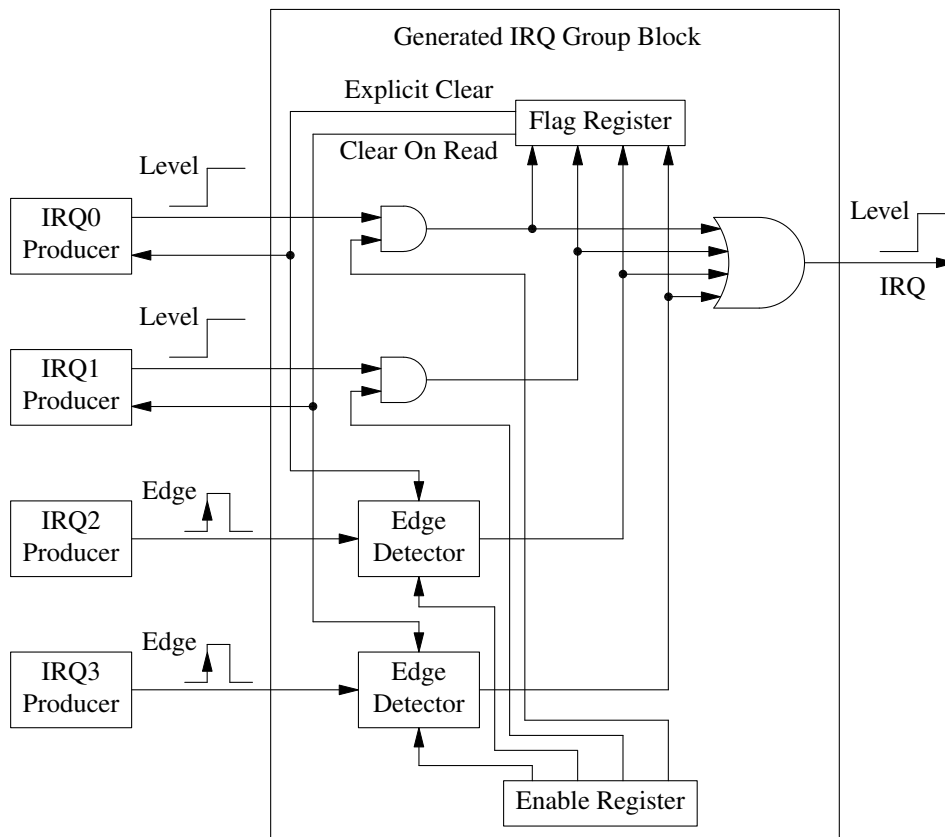 Generated IRQ Group Block
Explicit Clear
Flag Register
Clear On Read
Level
IRQ0
Producer
Level
IRQ
Level
IRQ1
Producer
Edge
IRQ2
Producer
Edge
Detector
Edge
IRQ3
Producer
Edge
Detector
Enable Register